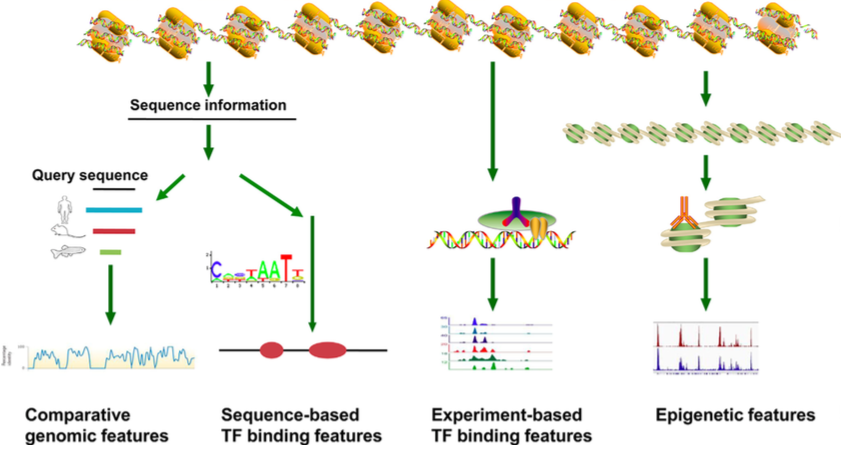 Sequence information
Query sequence
Comparative
genomic features
Sequence-based
TF binding features
Experiment-based
TF binding features
Epigenetic features